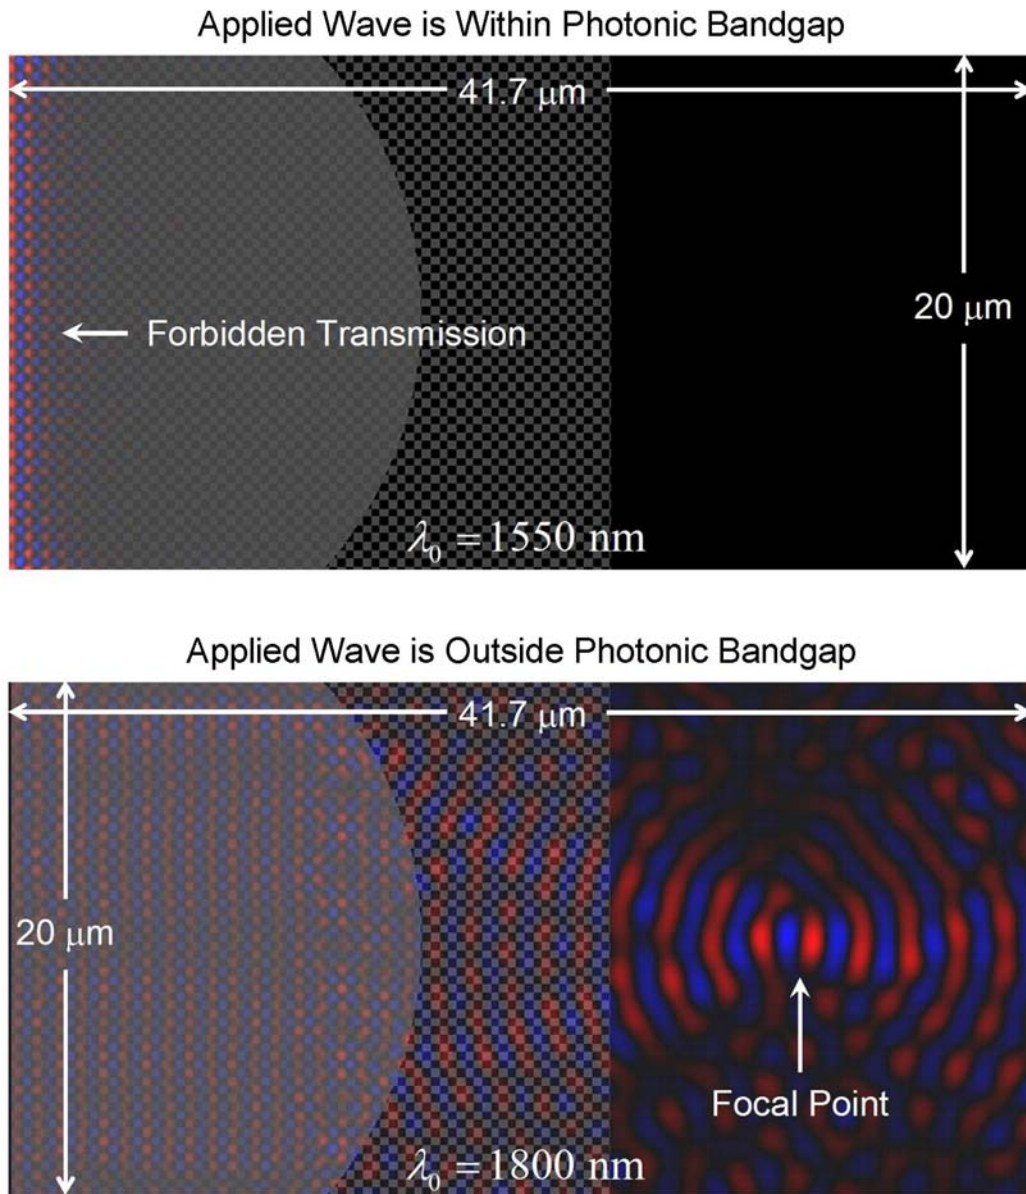 Applied Wave is Within Photonic Bandgap
41.7 μm
20 μm
Forbidden Transmission
λ₀ = 1550 nm
Applied Wave is Outside Photonic Bandgap
41.7 μm
20 μm
Focal Point
λ₀ = 1800 nm